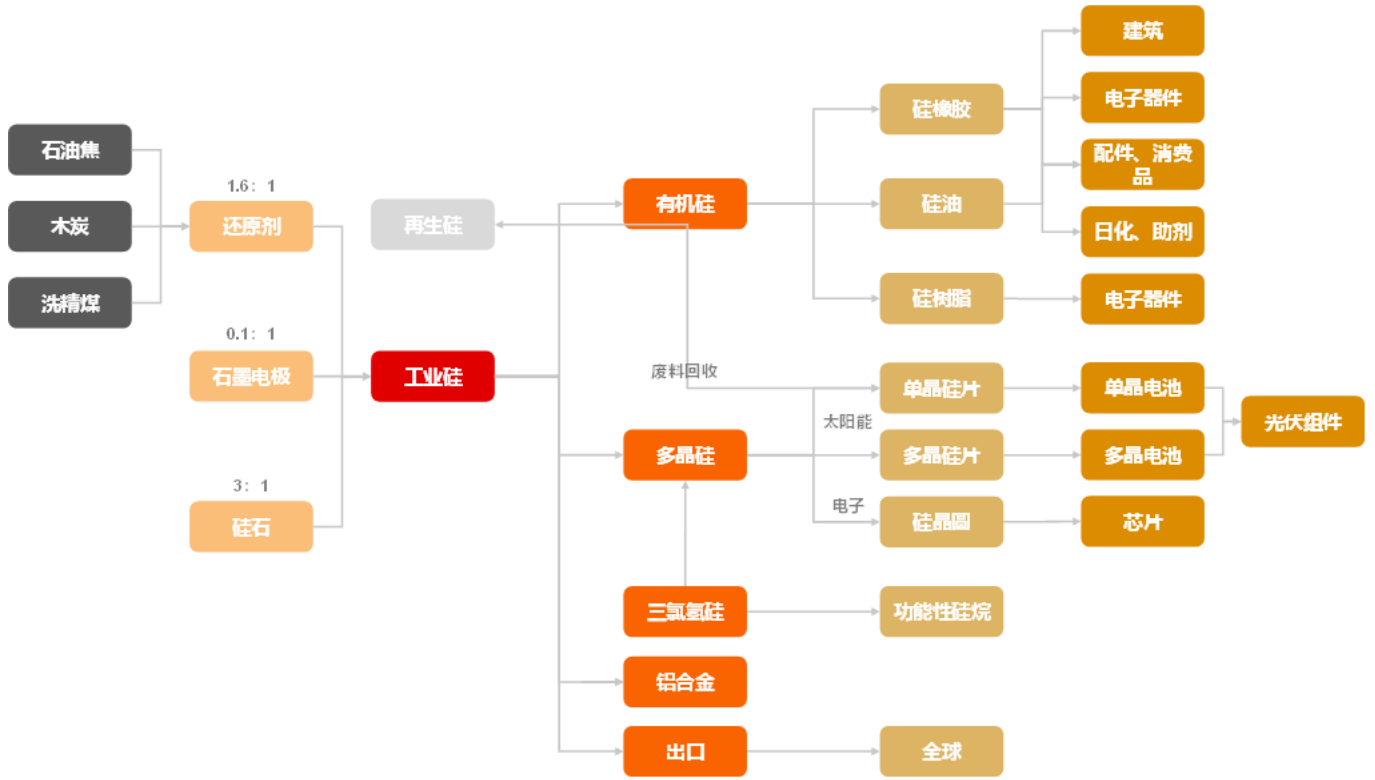 石油焦
木炭
洗精煤
1.6：1
还原剂
0.1：1
石墨电极
3：1
硅石
再生硅
工业硅
有机硅
废料回收
多晶硅
三氯氢硅
铝合金
出口
太阳能
电子
硅橡胶
硅油
硅树脂
单晶硅片
多晶硅片
硅晶圆
功能性硅烷
全球
建筑
电子器件
配件、消费
品
日化、助剂
电子器件
单晶电池
多晶电池
芯片
光伏组件